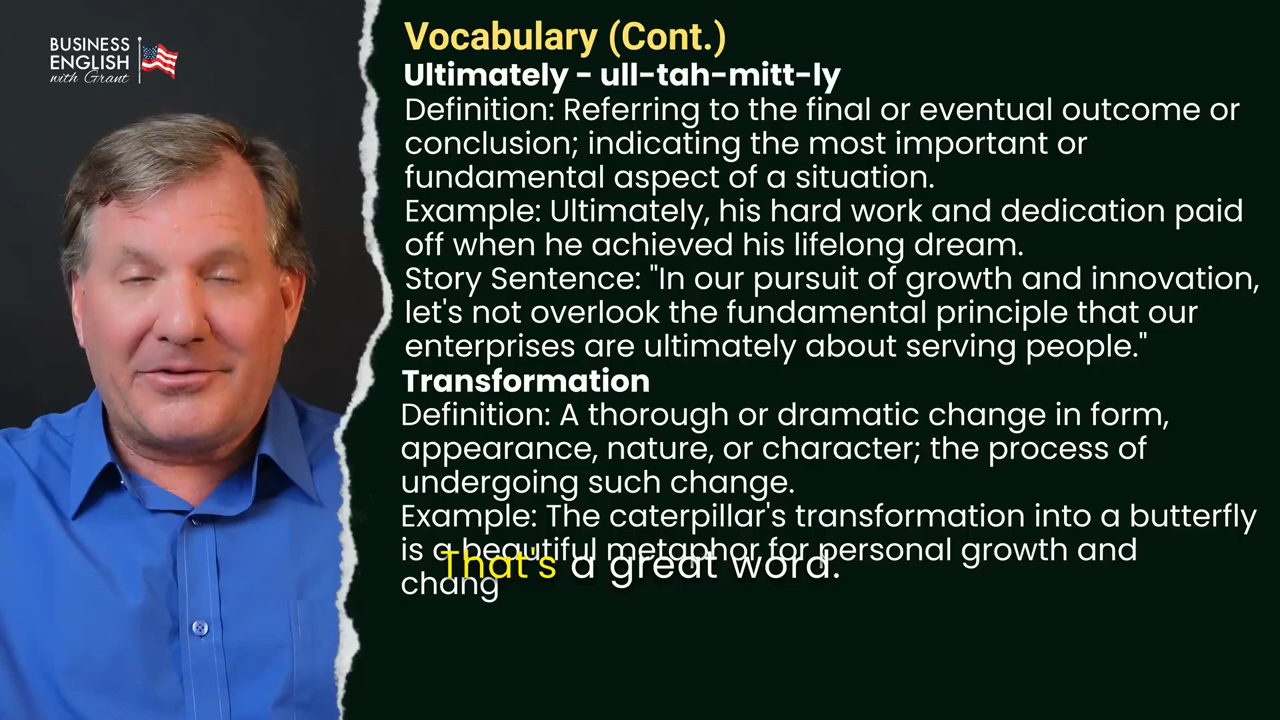 BUSINESS
ENGLISH
with Grant
Vocabulary (Cont.)
Ultimately - ull-tah-mitt-ly
Definition: Referring to the final or eventual outcome or
conclusion; indicating the most important or
fundamental aspect of a situation.
Example: Ultimately, his hard work and dedication paid
off when he achieved his lifelong dream.
Story Sentence: "In our pursuit of growth and innovation,
let's not overlook the fundamental principle that our
enterprises are ultimately about serving people."
Transformation
Definition: A thorough or dramatic change in form,
appearance, nature, or character; the process of
undergoing such change.
Example: The caterpillar's transformation into a butterfly
is a beautiful metaphor for personal growth and
chang
That's a great word.